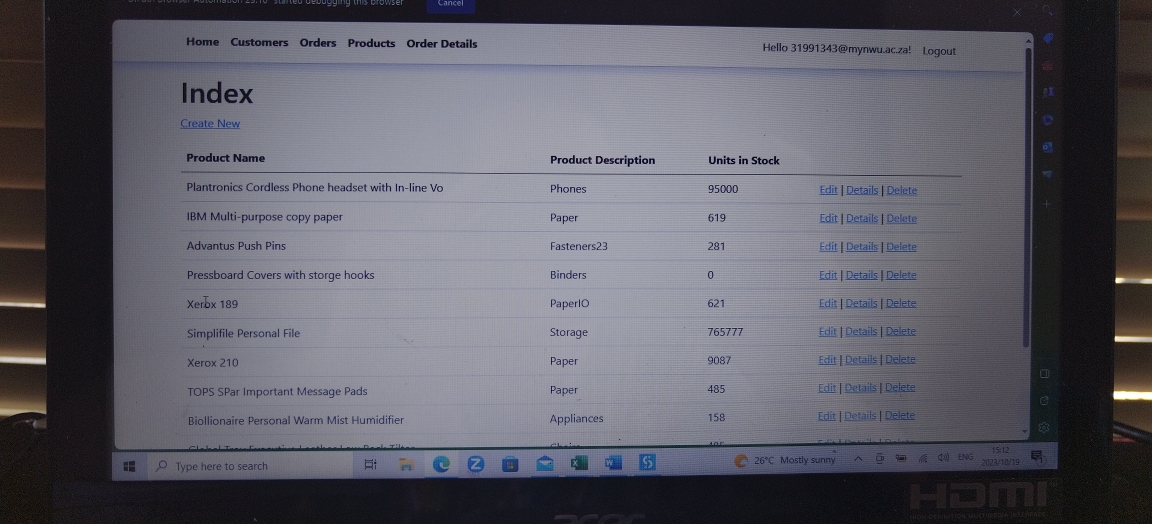 started debugging this browser Cancel
Home Customers Orders Products Order Details Hello 31991343@mynwu.ac.za! Logout
Index
Create New
Product Name Product Description Units in Stock
Plantronics Cordless Phone headset with In-line Vo Phones 95000 Edit | Details | Delete
IBM Multi-purpose copy paper Paper 619 Edit | Details | Delete
Advantus Push Pins Fasteners23 281 Edit | Details | Delete
Pressboard Covers with storge hooks Binders 0 Edit | Details | Delete
Xerox 189 PaperIO 621 Edit | Details | Delete
Simplifile Personal File Storage 765777 Edit | Details | Delete
Xerox 210 Paper 9087 Edit | Details | Delete
TOPS SPar Important Message Pads Paper 485 Edit | Details | Delete
Biollionaire Personal Warm Mist Humidifier Appliances 158 Edit | Details | Delete
Type here to search 26°C Mostly sunny ENG 15:12
2023/10/19
HDMI
HIGH-DEFINITION MULTIMEDIA INTERFACE
acer